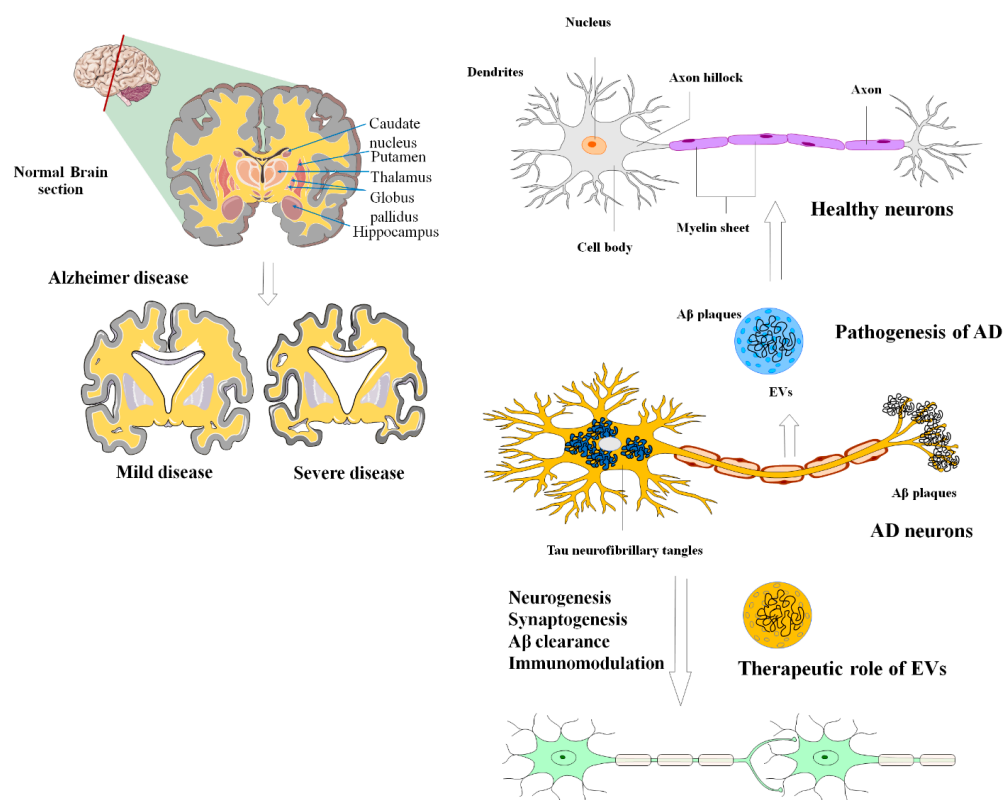 Normal Brain
section
Caudate
nucleus
Putamen
Thalamus
Globus
pallidus
Hippocampus
Alzheimer disease
Mild disease
Severe disease
Nucleus
Dendrites
Axon hillock
Axon
Cell body
Myelin sheet
Healthy neurons
Aβ plaques
Pathogenesis of AD
EVs
Aβ plaques
AD neurons
Tau neurofibrillary tangles
Neurogenesis
Synaptogenesis
Aβ clearance
Immunomodulation
Therapeutic role of EVs